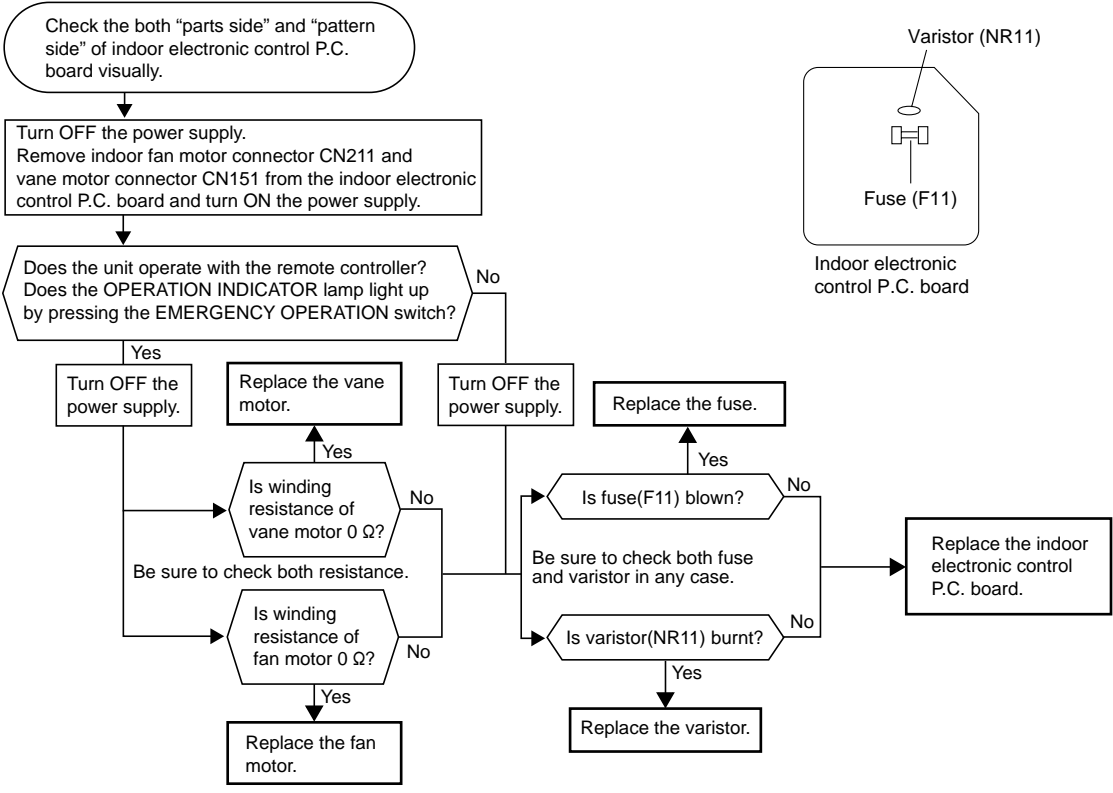 Check the both “parts side” and “pattern
side” of indoor electronic control P.C.
board visually.
Turn OFF the power supply.
Remove indoor fan motor connector CN211 and
vane motor connector CN151 from the indoor electronic
control P.C. board and turn ON the power supply.
Does the unit operate with the remote controller?
Does the OPERATION INDICATOR lamp light up
by pressing the EMERGENCY OPERATION switch?
No
Yes
Turn OFF the
power supply.
Replace the vane
motor.
Yes
Is winding
resistance of
vane motor 0 Ω?
No
Be sure to check both resistance.
Is winding
resistance of
fan motor 0 Ω?
No
Yes
Replace the fan
motor.
Turn OFF the
power supply.
Replace the fuse.
Yes
Is fuse(F11) blown?
No
Be sure to check both fuse
and varistor in any case.
Is varistor(NR11) burnt?
No
Yes
Replace the varistor.
Replace the indoor
electronic control
P.C. board.
Varistor (NR11)
Fuse (F11)
Indoor electronic
control P.C. board